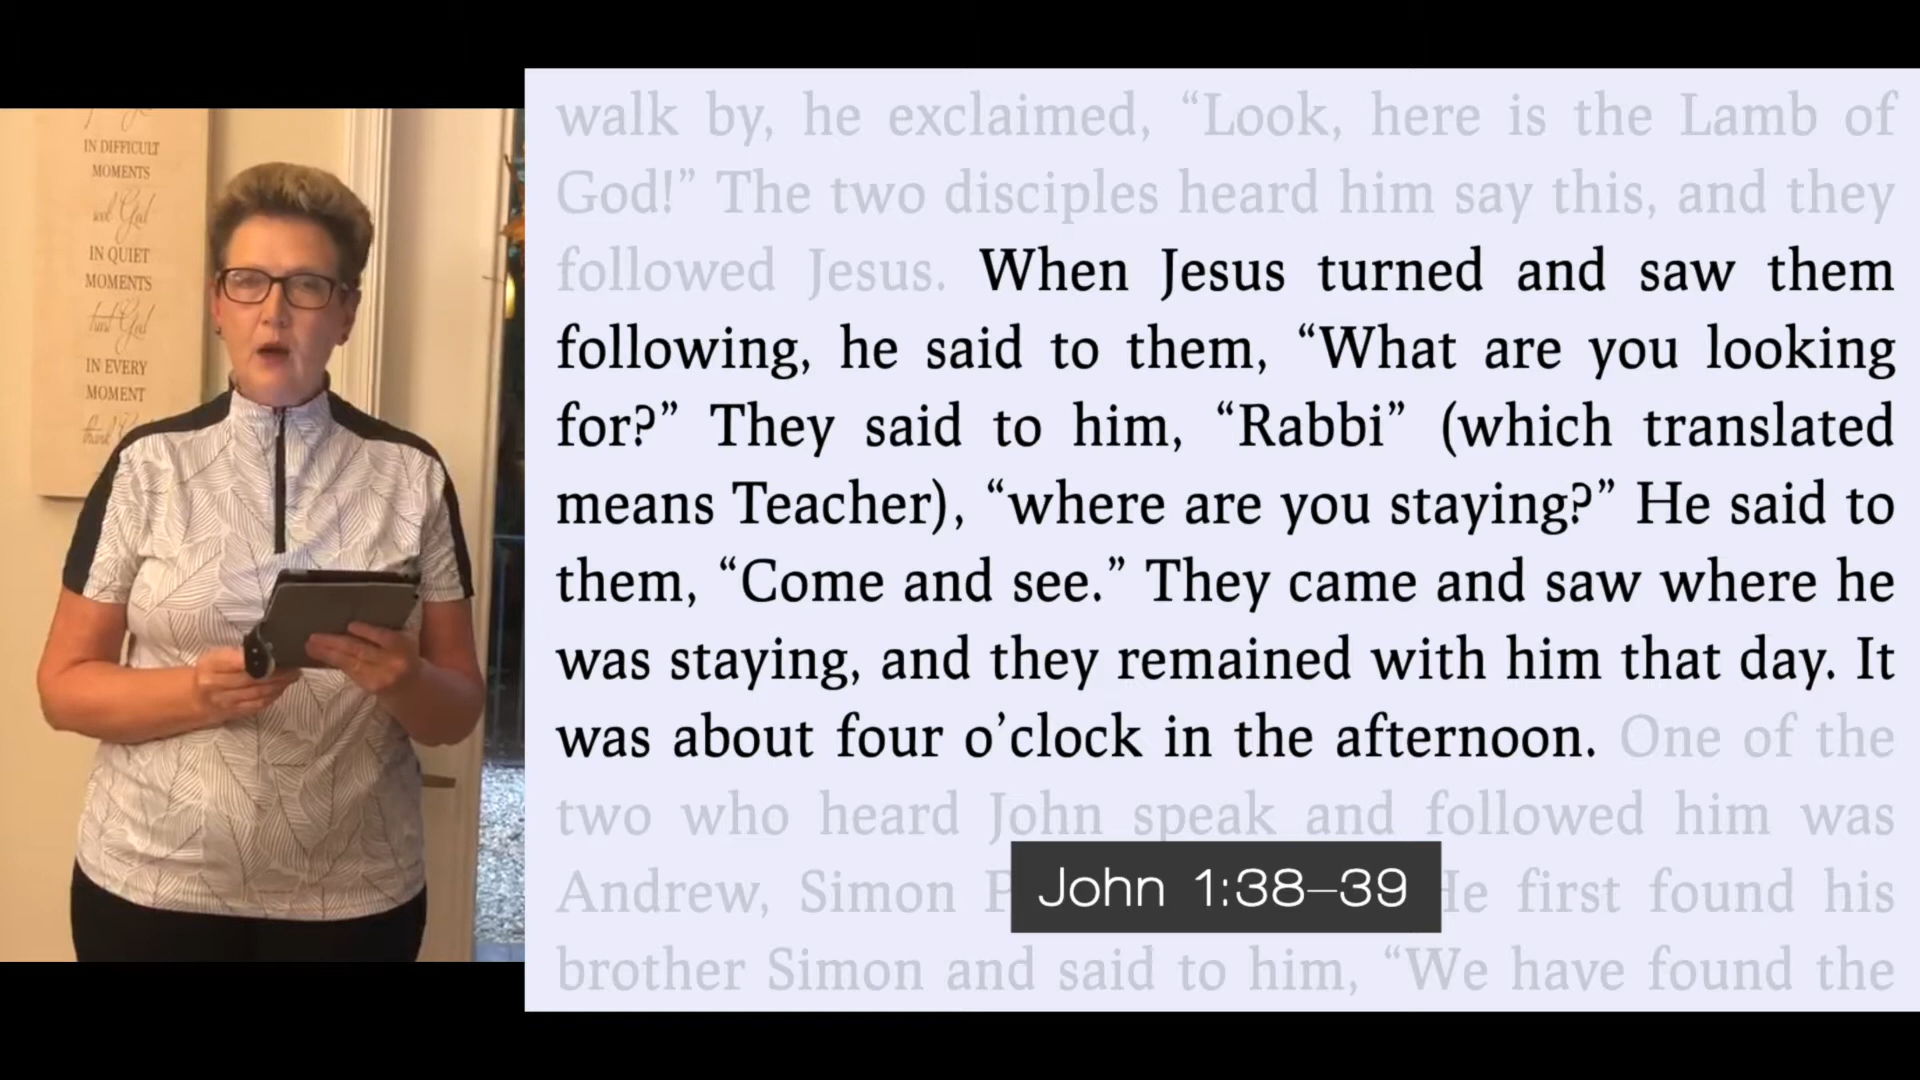 IN DIFFICULT
MOMENTS
seek God
IN QUIET
MOMENTS
trust God
IN EVERY
MOMENT
thank
walk by, he exclaimed, “Look, here is the Lamb of
God!” The two disciples heard him say this, and they
followed Jesus. When Jesus turned and saw them
following, he said to them, “What are you looking
for?” They said to him, “Rabbi” (which translated
means Teacher), “where are you staying?” He said to
them, “Come and see.” They came and saw where he
was staying, and they remained with him that day. It
was about four o’clock in the afternoon. One of the
two who heard John speak and followed him was
Andrew, Simon He first found his
John 1:38–39
brother Simon and said to him, “We have found the